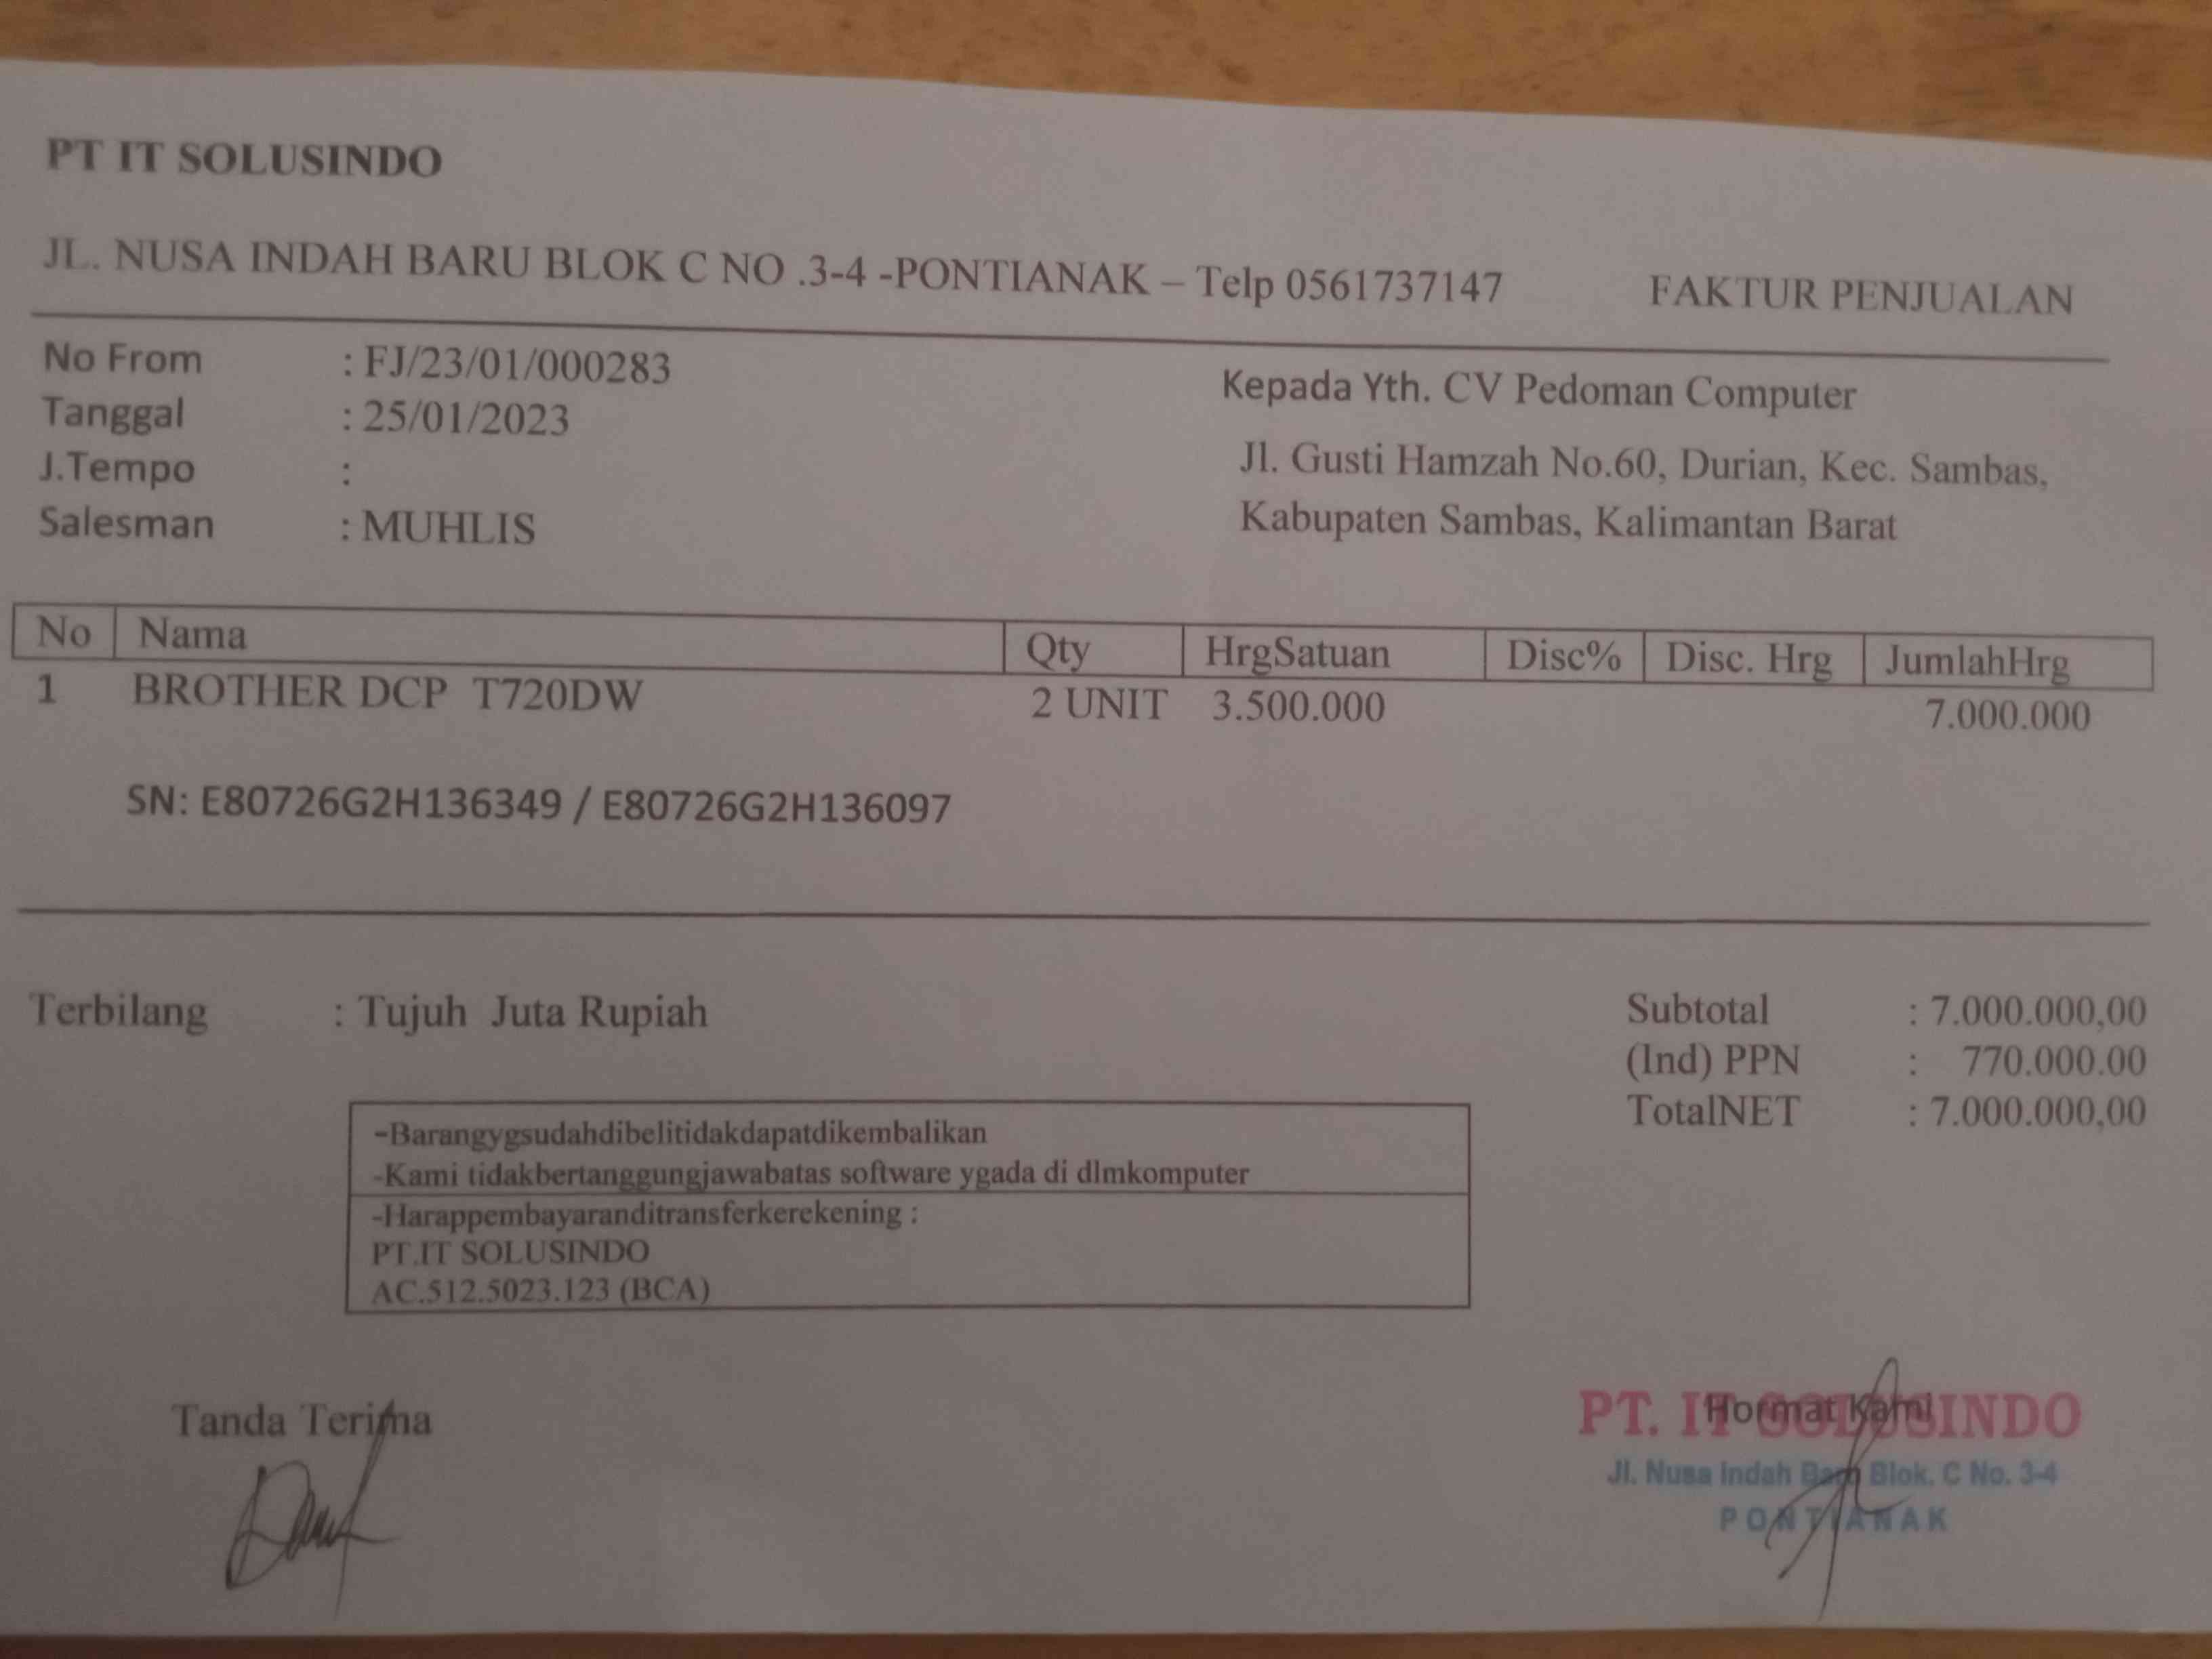 PT IT SOLUSINDO
JL. NUSA INDAH BARU BLOK C NO .3-4 -PONTIANAK – Telp 0561737147 FAKTUR PENJUALAN
No From : FJ/23/01/000283
Tanggal : 25/01/2023
J.Tempo :
Salesman : MUHLIS
Kepada Yth. CV Pedoman Computer
Jl. Gusti Hamzah No.60, Durian, Kec. Sambas,
Kabupaten Sambas, Kalimantan Barat
No Nama Qty HrgSatuan Disc% Disc. Hrg JumlahHrg
1 BROTHER DCP T720DW 2 UNIT 3.500.000 7.000.000
SN: E80726G2H136349 / E80726G2H136097
Terbilang : Tujuh Juta Rupiah
Subtotal : 7.000.000,00
(Ind) PPN : 770.000.00
TotalNET : 7.000.000,00
-Barangygsudahdibelitidakdapatdikembalikan
-Kami tidakbertanggungjawabatas software ygada di dlmkomputer
-Harappembayaranditransferkerekening :
PT.IT SOLUSINDO
AC.512.5023.123 (BCA)
Tanda Terima
Hormat Kami
PT. IT SOLUSINDO
Jl. Nusa Indah Baru Blok. C No. 3-4
PONTIANAK